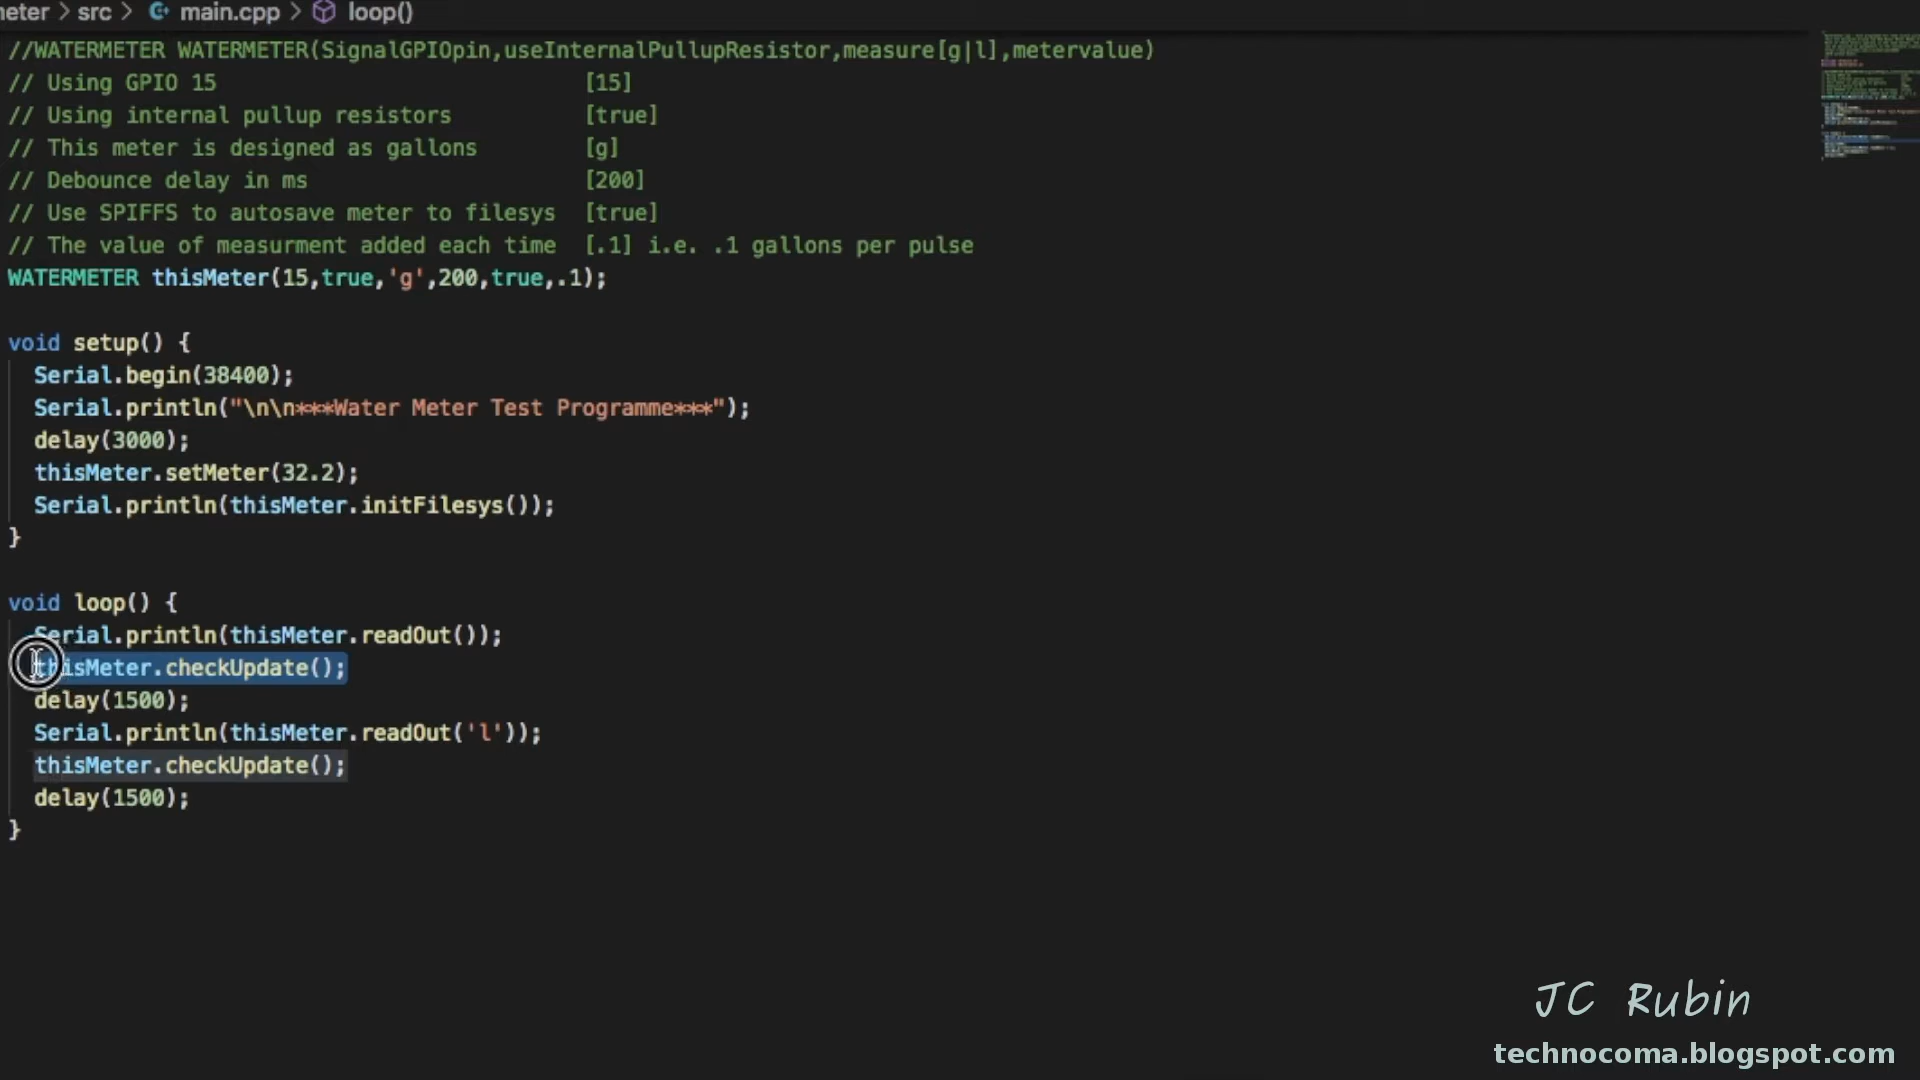 meter > src > main.cpp > loop()
//WATERMETER WATERMETER(SignalGPIOpin,useInternalPullupResistor,measure[g|l],metervalue)
// Using GPIO 15 [15]
// Using internal pullup resistors [true]
// This meter is designed as gallons [g]
// Debounce delay in ms [200]
// Use SPIFFS to autosave meter to filesys [true]
// The value of measurment added each time [.1] i.e. .1 gallons per pulse
WATERMETER thisMeter(15,true,'g',200,true,.1);
void setup() {
Serial.begin(38400);
Serial.println("\n\n***Water Meter Test Programme***");
delay(3000);
thisMeter.setMeter(32.2);
Serial.println(thisMeter.initFilesys());
}
void loop() {
Serial.println(thisMeter.readOut());
thisMeter.checkUpdate();
delay(1500);
Serial.println(thisMeter.readOut('l'));
thisMeter.checkUpdate();
delay(1500);
}
JC Rubin
technocoma.blogspot.com